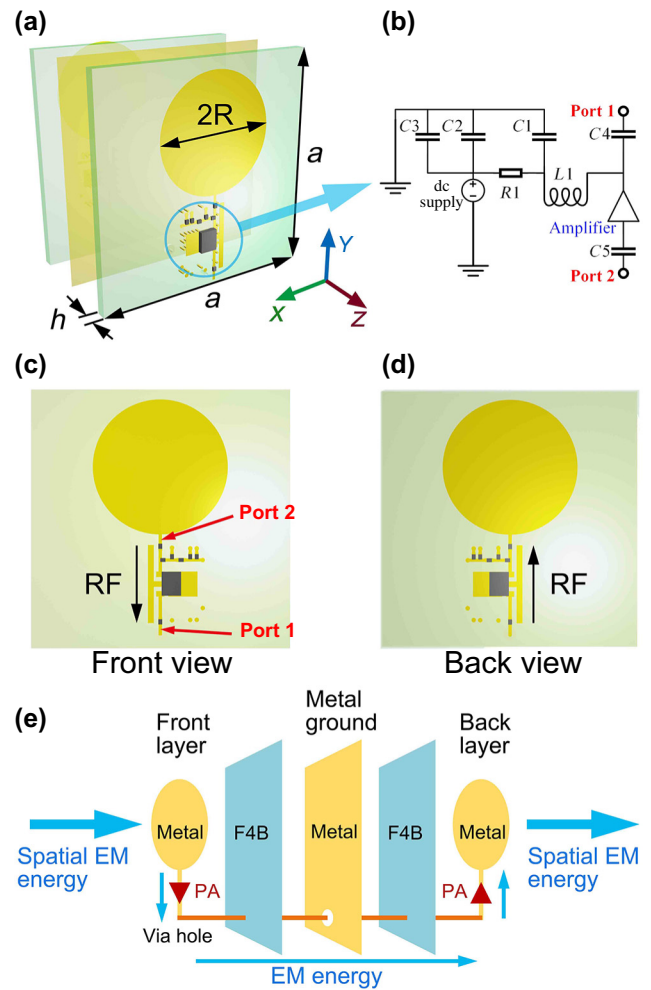 (a)
2R
a
a
h
Y
X
Z
(b)
C3
C2
C1
Port 1
C4
L1
R1
dc
supply
Amplifier
C5
Port 2
(c)
Port 2
RF
Port 1
Front view
(d)
RF
Back view
(e)
Front
layer
Metal
ground
Back
layer
Metal
F4B
Metal
F4B
Metal
Spatial EM
energy
PA
PA
Spatial EM
energy
Via hole
EM energy